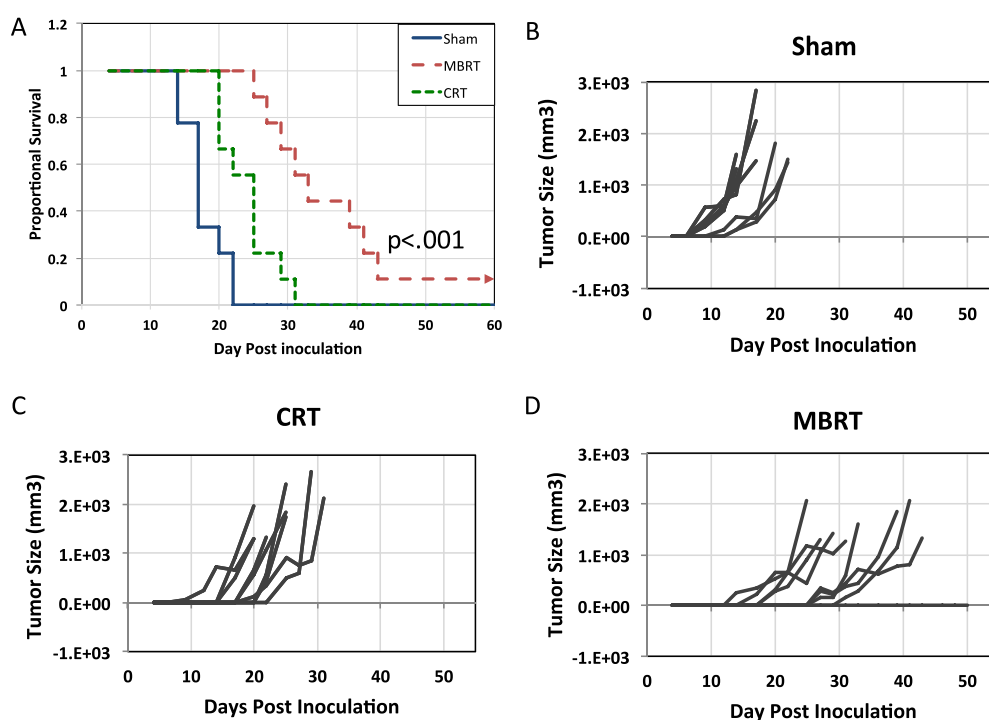 A
1.2
1
0.8
0.6
0.4
0.2
0
Proportional Survival
Sham
MBRT
CRT
p<.001
0 10 20 30 40 50 60
Day Post inoculation
B
Sham
3.E+03
2.E+03
1.E+03
0.E+00
-1.E+03
Tumor Size (mm3)
0 10 20 30 40 50
Day Post Inoculation
C
CRT
3.E+03
2.E+03
1.E+03
0.E+00
-1.E+03
Tumor Size (mm3)
0 10 20 30 40 50
Days Post Inoculation
D
MBRT
3.E+03
2.E+03
1.E+03
0.E+00
-1.E+03
Tumor Size (mm3)
0 10 20 30 40 50
Day Post Inoculation